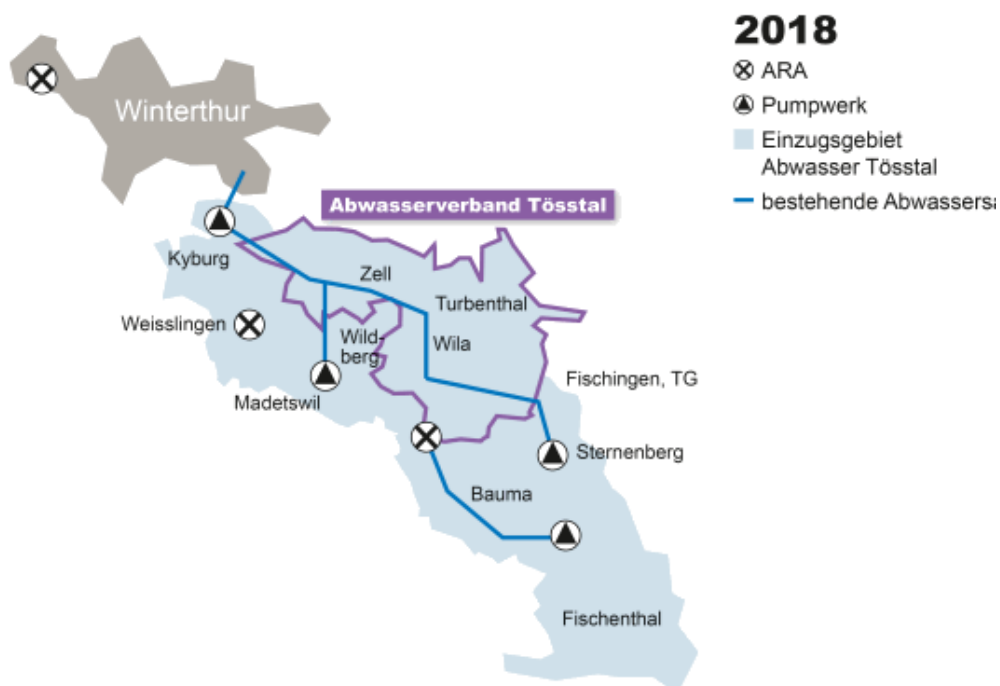 2018
ARA
Pumpwerk
Einzugsgebiet
Abwasser Tösstal
bestehende
Winterthur
Abwasserverband Tösstal
Kyburg
Zell
Turbenthal
Weisslingen
Wild-
berg
Wila
Fischingen, TG
Madetswil
Sternenberg
Bauma
Fischenthal